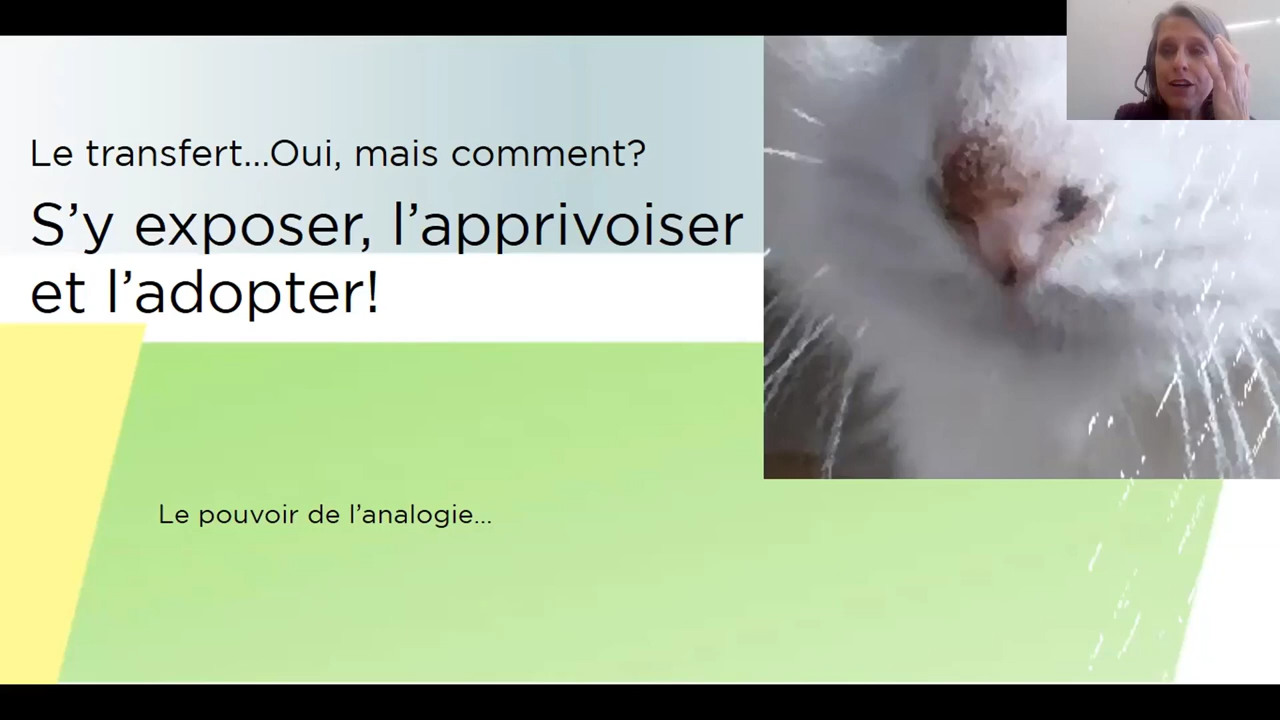 Le transfert...Oui, mais comment?
S’y exposer, l’apprivoiser
et l’adopter!
Le pouvoir de l’analogie...